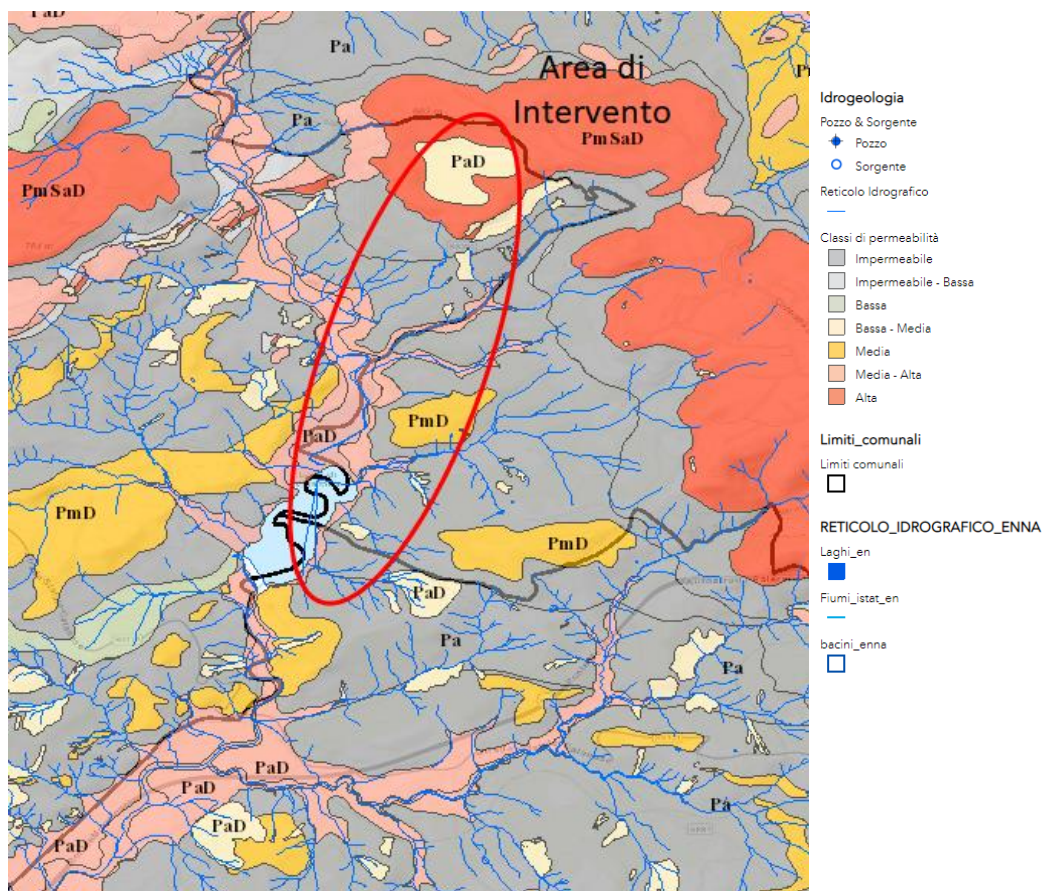 PaD
Pa
Area di
Intervento
Pa
PmSaD
PaD
PmSaD
PmD
PaD
PmD
PmD
PaD
Pa
Pa
PaD
PaD
Pa
PaD
PaD
Idrogeologia
Pozzo & Sorgente
Pozzo
Sorgente
Reticolo Idrografico
Classi di permeabilità
Impermeabile
Impermeabile - Bassa
Bassa
Bassa - Media
Media
Media - Alta
Alta
Limiti_comunali
Limiti comunali
RETICOLO_IDROGRAFICO_ENNA
Laghi_en
Fiumi_istat_en
bacini_enna